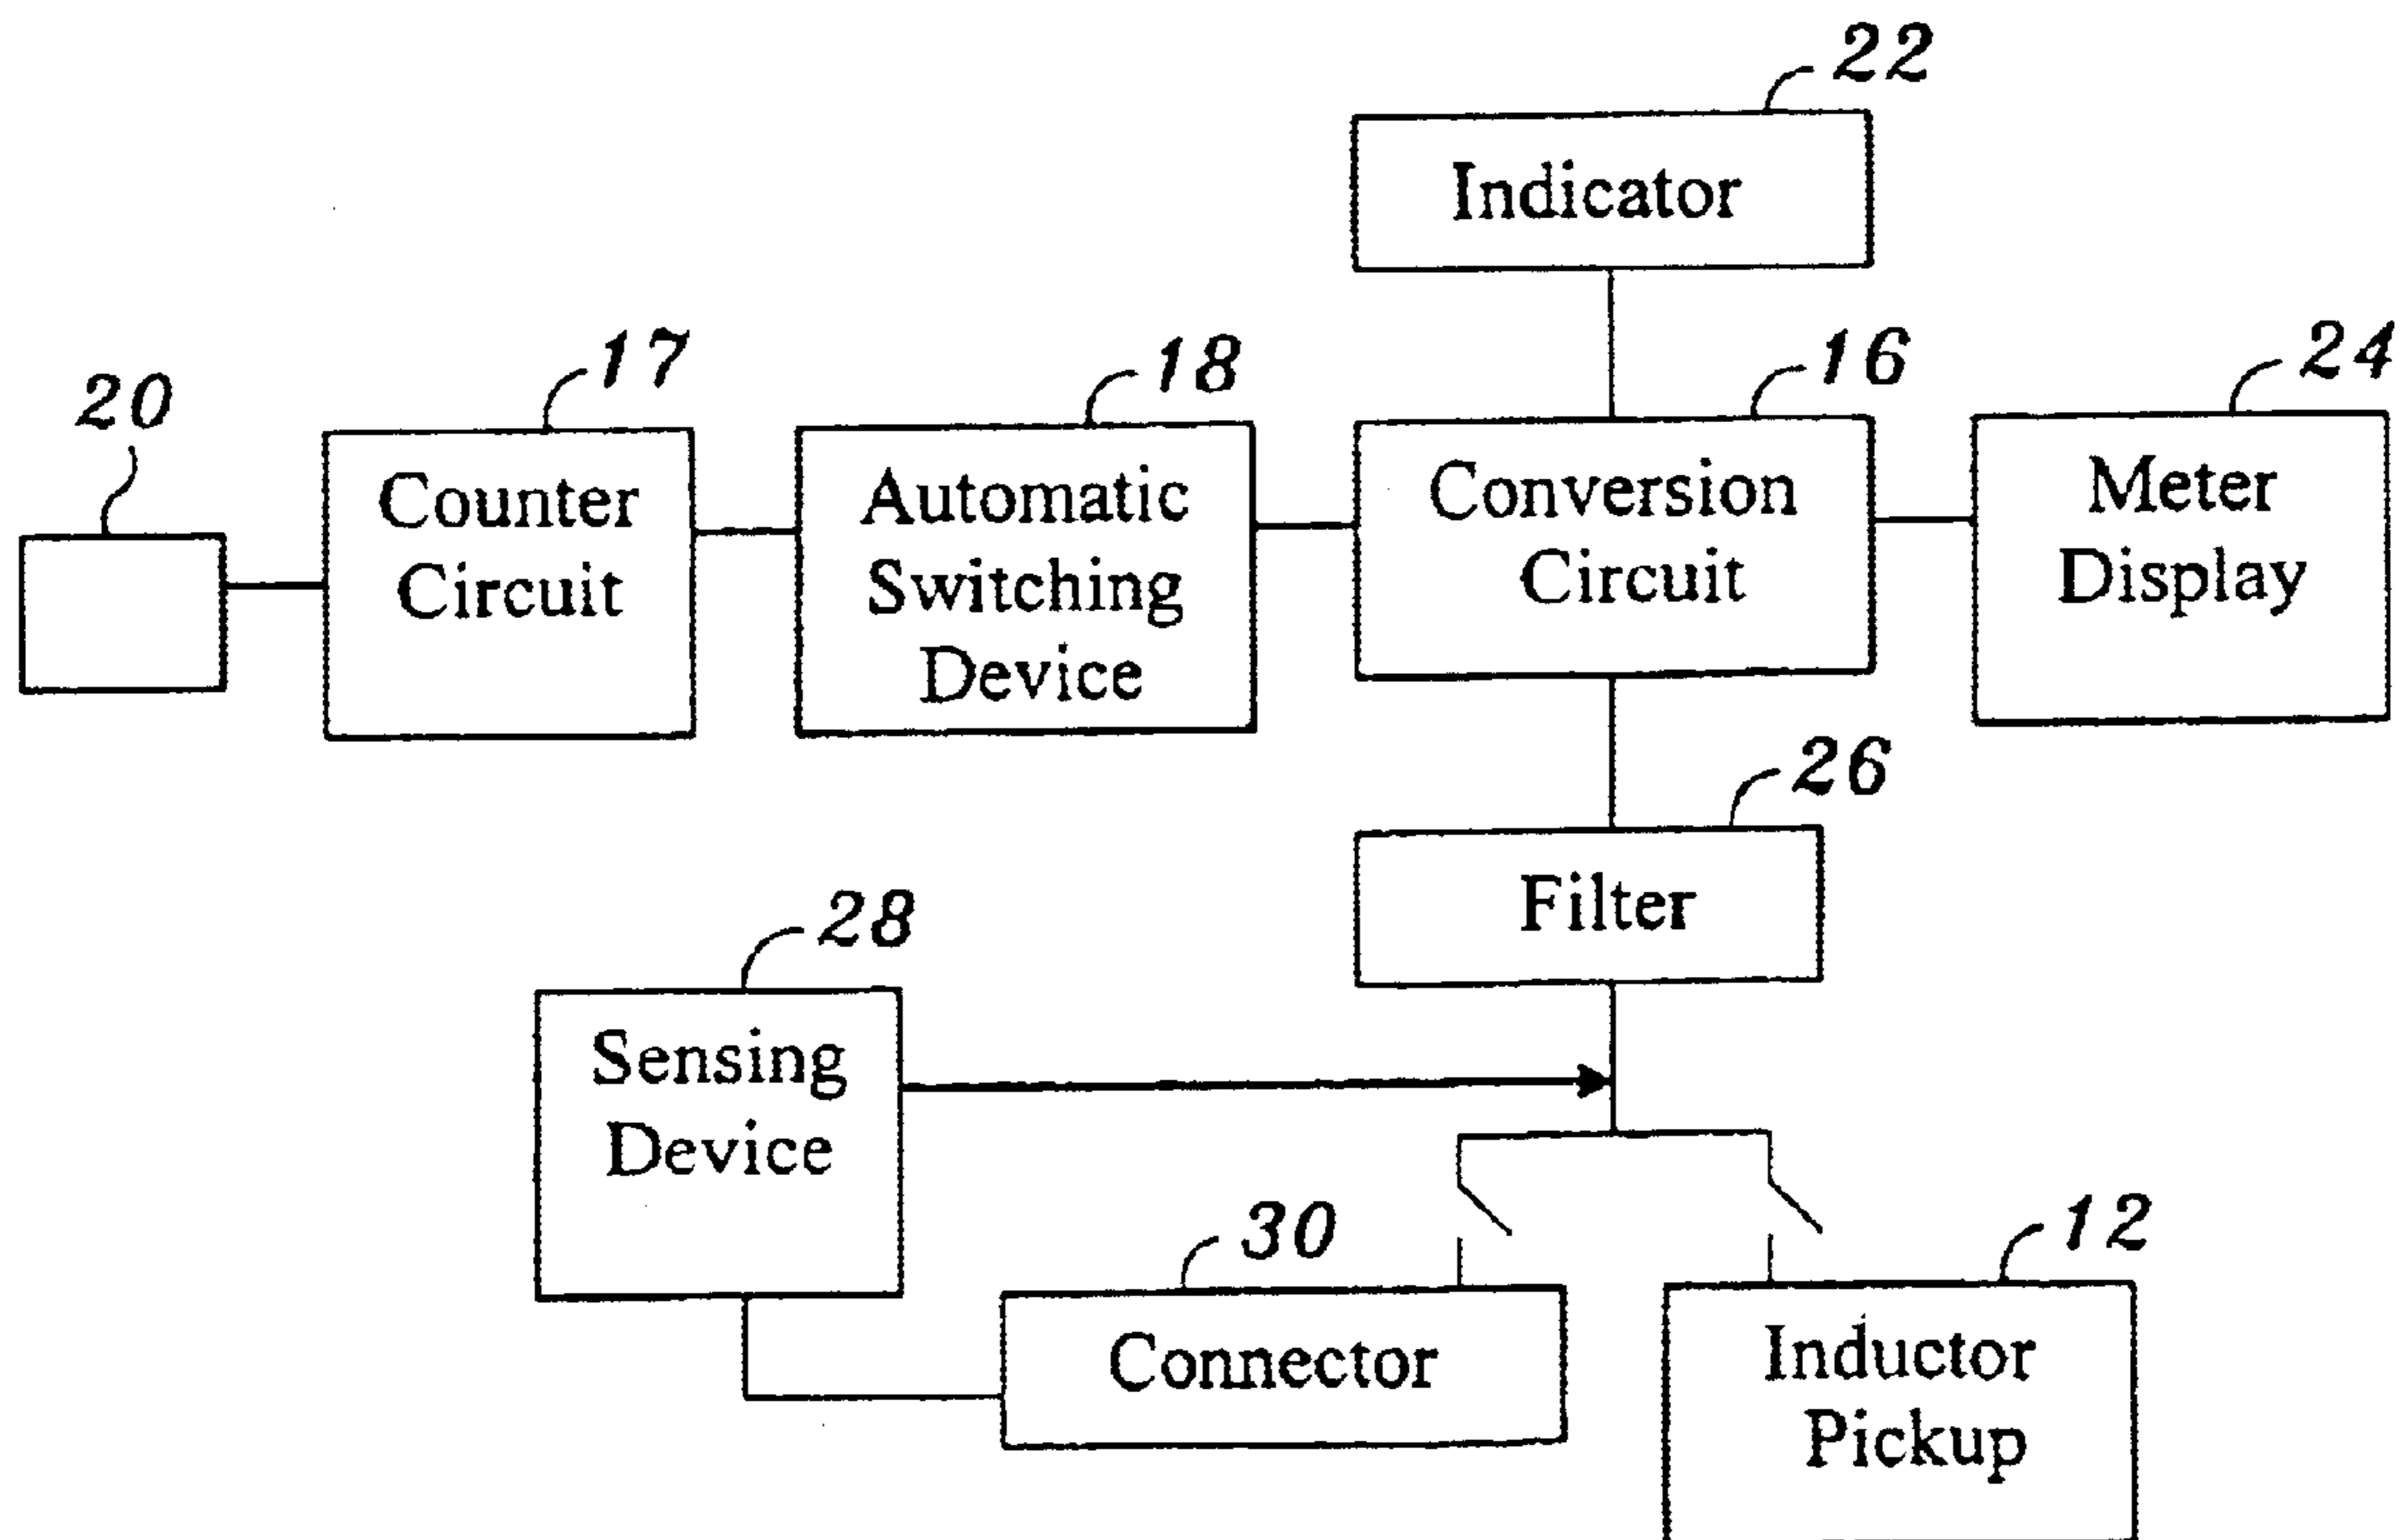 22
Indicator
20
17
Counter
Circuit
18
Automatic
Switching
Device
16
Conversion
Circuit
24
Meter
Display
26
Filter
28
Sensing
Device
30
Connector
12
Inductor
Pickup